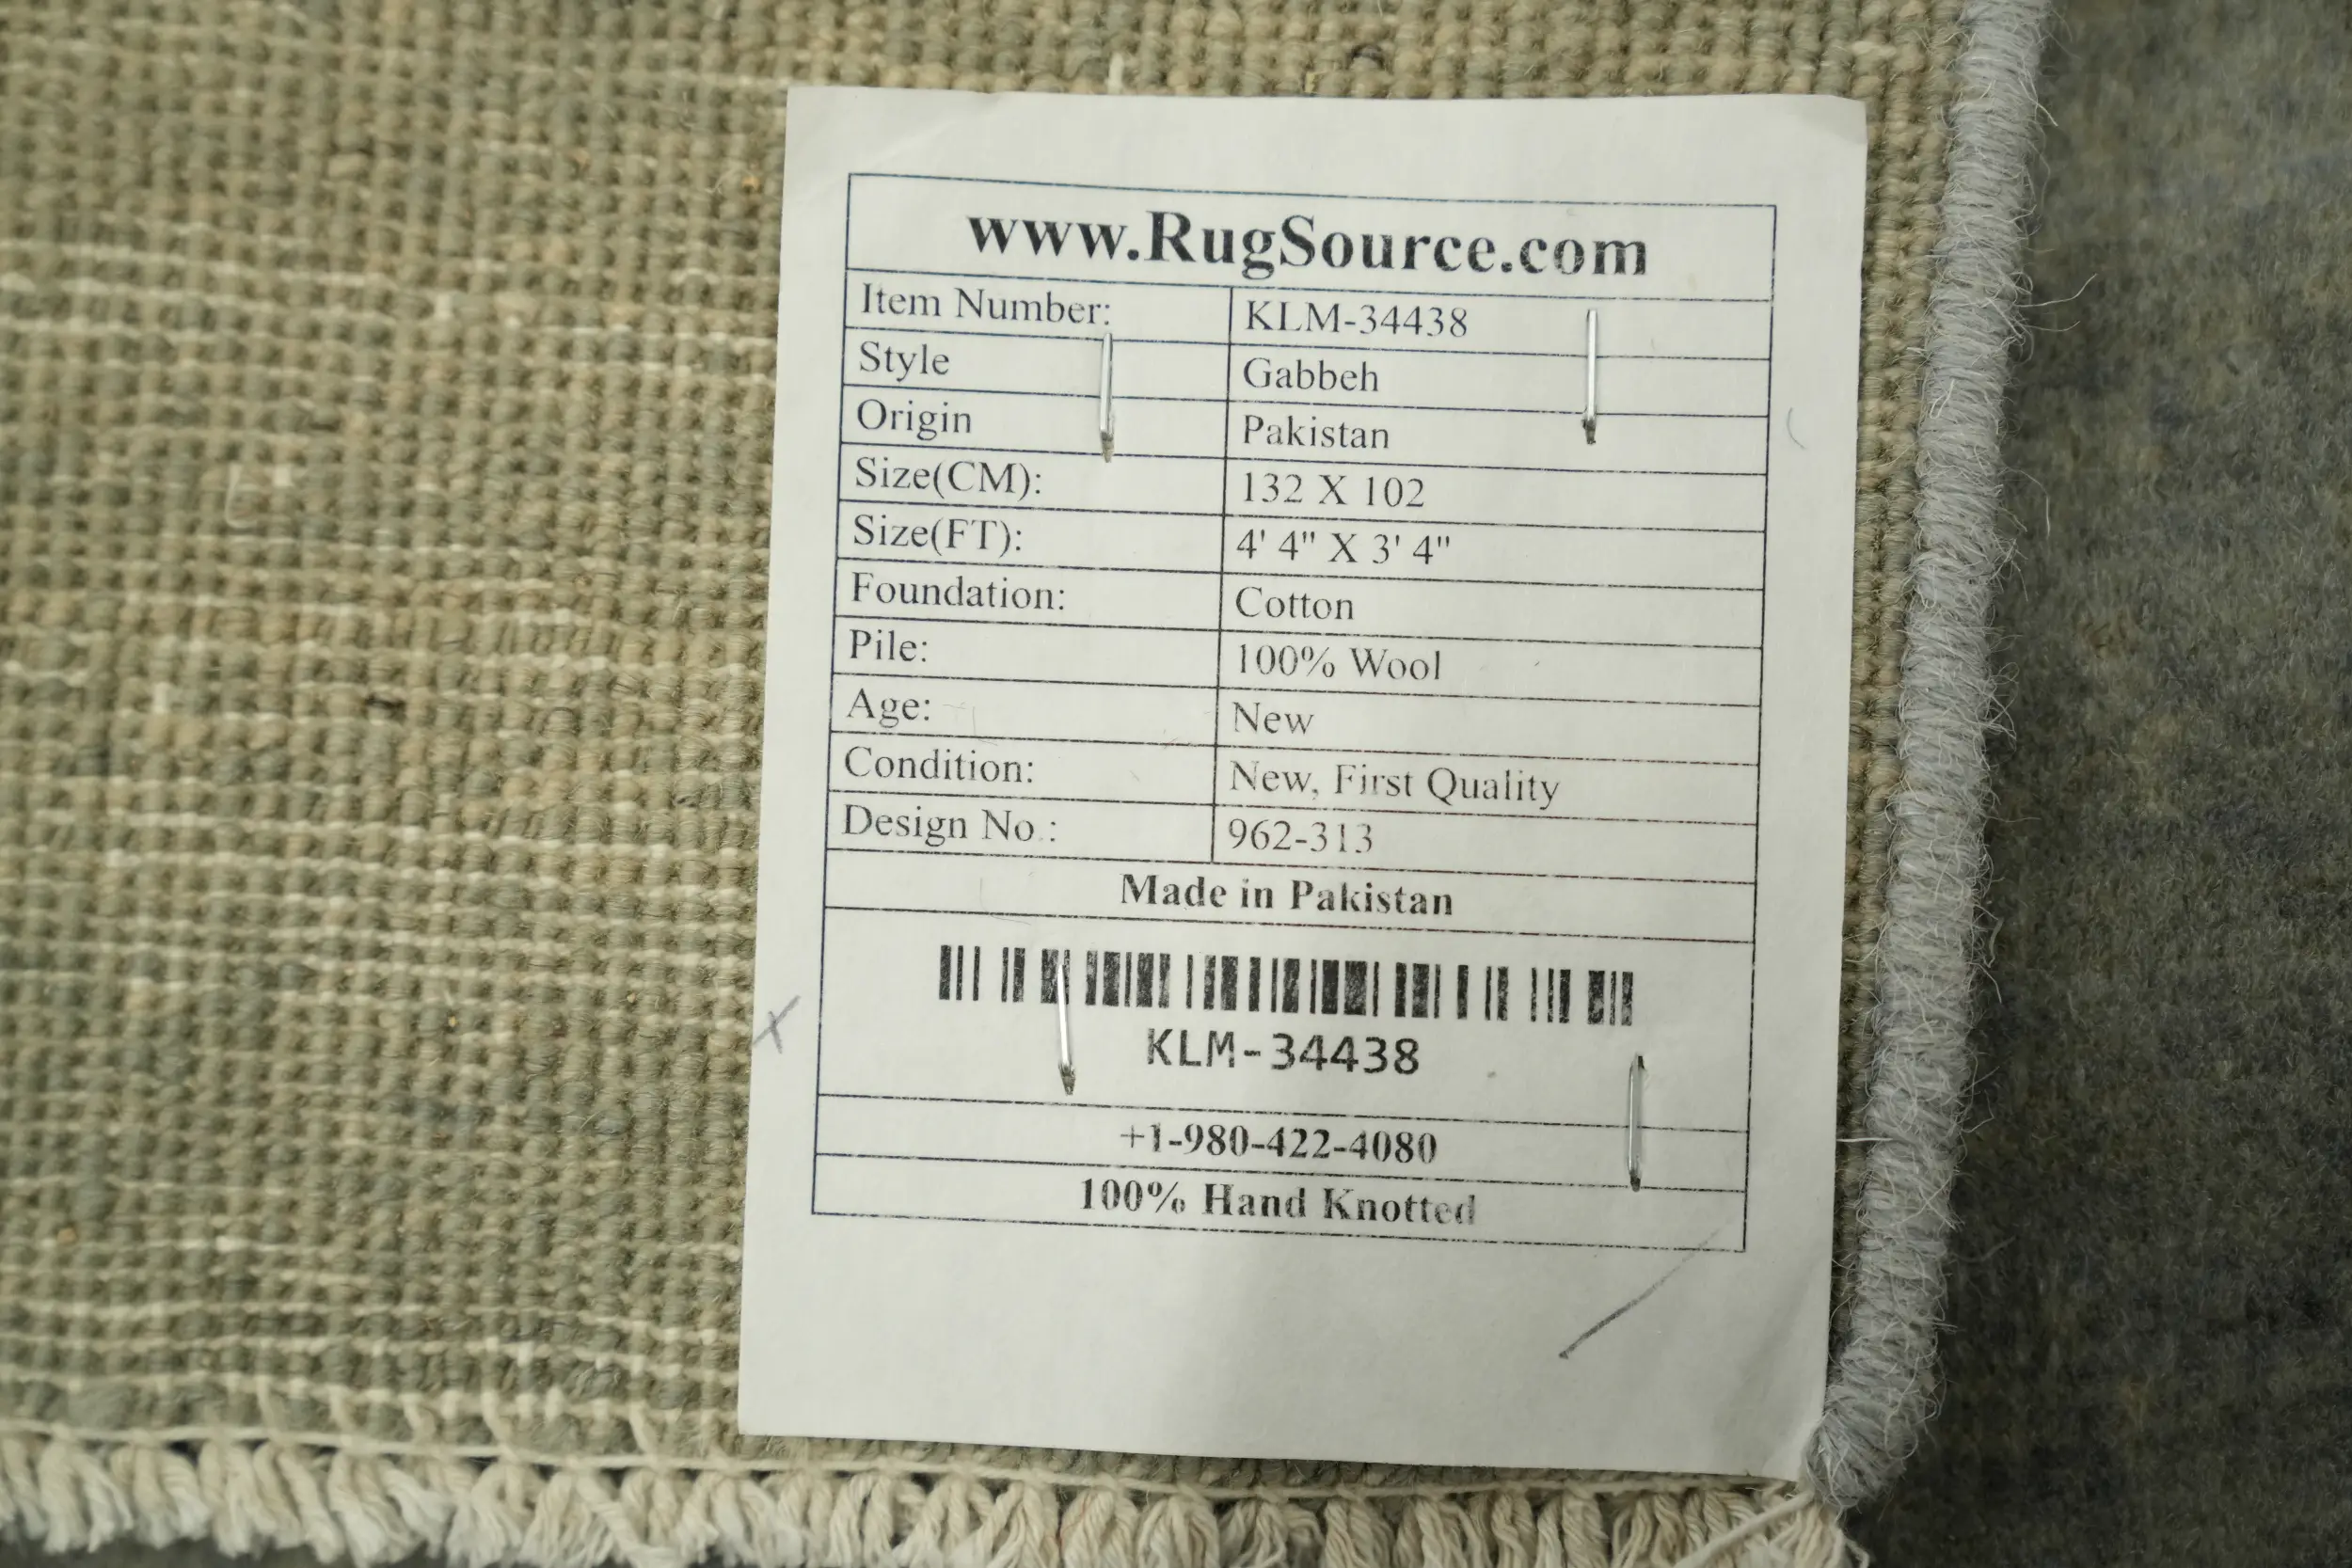 www.RugSource.com
Item Number: KLM-34438
Style Gabbeh
Origin Pakistan
Size(CM): 132 X 102
Size(FT): 4' 4" X 3' 4"
Foundation: Cotton
Pile: 100% Wool
Age: New
Condition: New, First Quality
Design No.: 962-313
Made in Pakistan
KLM-34438
+1-980-422-4080
100% Hand Knotted